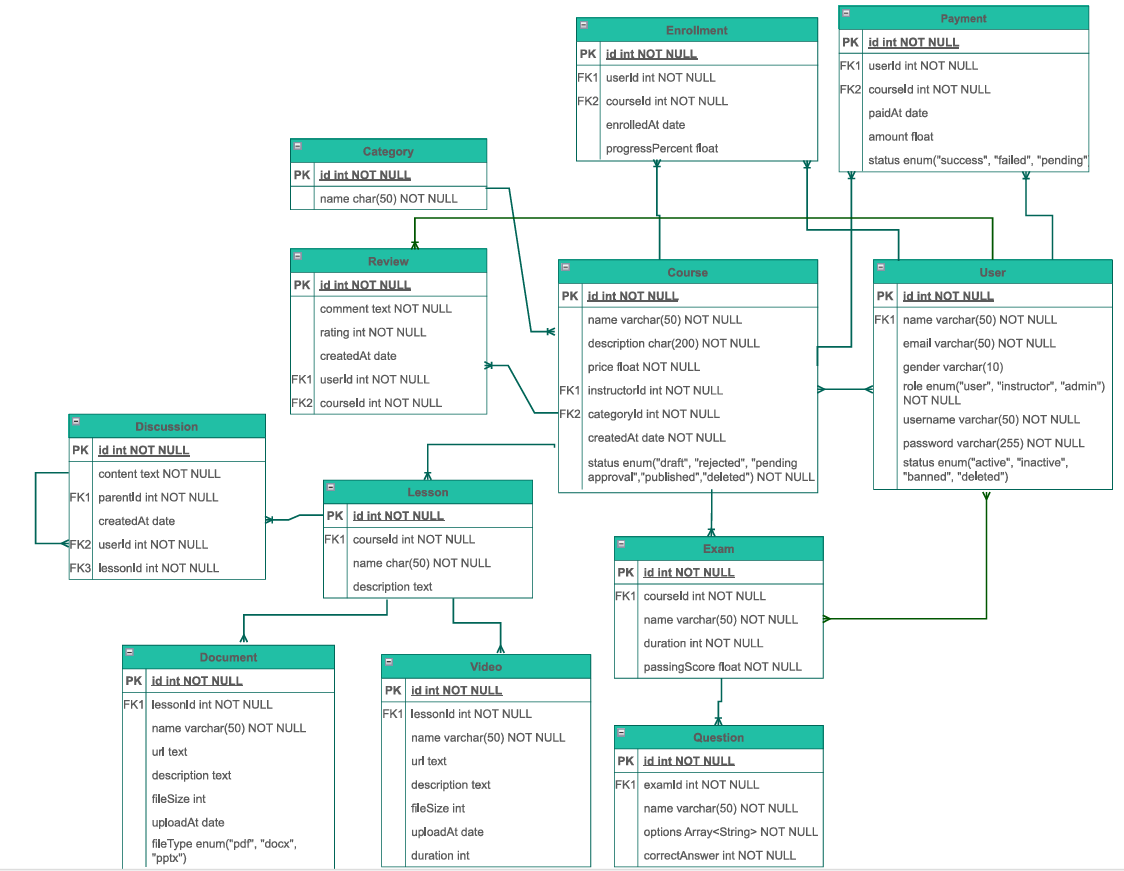 Enrollment
PK id int NOT NULL
FK1 userId int NOT NULL
FK2 courseId int NOT NULL
enrolledAt date
progressPercent float
Payment
PK id int NOT NULL
FK1 userId int NOT NULL
FK2 courseId int NOT NULL
paidAt date
amount float
status enum("success", "failed", "pending"
Category
PK id int NOT NULL
name char(50) NOT NULL
Review
PK id int NOT NULL
comment text NOT NULL
rating int NOT NULL
createdAt date
FK1 userId int NOT NULL
FK2 courseId int NOT NULL
Course
PK id int NOT NULL
name varchar(50) NOT NULL
description char(200) NOT NULL
price float NOT NULL
FK1 instructorId int NOT NULL
FK2 categoryId int NOT NULL
createdAt date NOT NULL
status enum("draft", "rejected", "pending
approval","published","deleted") NOT NULL
User
PK id int NOT NULL
FK1 name varchar(50) NOT NULL
email varchar(50) NOT NULL
gender varchar(10)
role enum("user", "instructor", "admin")
NOT NULL
username varchar(50) NOT NULL
password varchar(255) NOT NULL
status enum("active", "inactive",
"banned", "deleted")
Discussion
PK id int NOT NULL
content text NOT NULL
FK1 parentId int NOT NULL
createdAt date
FK2 userId int NOT NULL
FK3 lessonId int NOT NULL
Lesson
PK id int NOT NULL
FK1 courseId int NOT NULL
name char(50) NOT NULL
description text
Exam
PK id int NOT NULL
FK1 courseId int NOT NULL
name varchar(50) NOT NULL
duration int NOT NULL
passingScore float NOT NULL
Document
PK id int NOT NULL
FK1 lessonId int NOT NULL
name varchar(50) NOT NULL
url text
description text
fileSize int
uploadAt date
fileType enum("pdf", "docx",
"pptx")
Video
PK id int NOT NULL
FK1 lessonId int NOT NULL
name varchar(50) NOT NULL
url text
description text
fileSize int
uploadAt date
duration int
Question
PK id int NOT NULL
FK1 examId int NOT NULL
name varchar(50) NOT NULL
options Array<String> NOT NULL
correctAnswer int NOT NULL